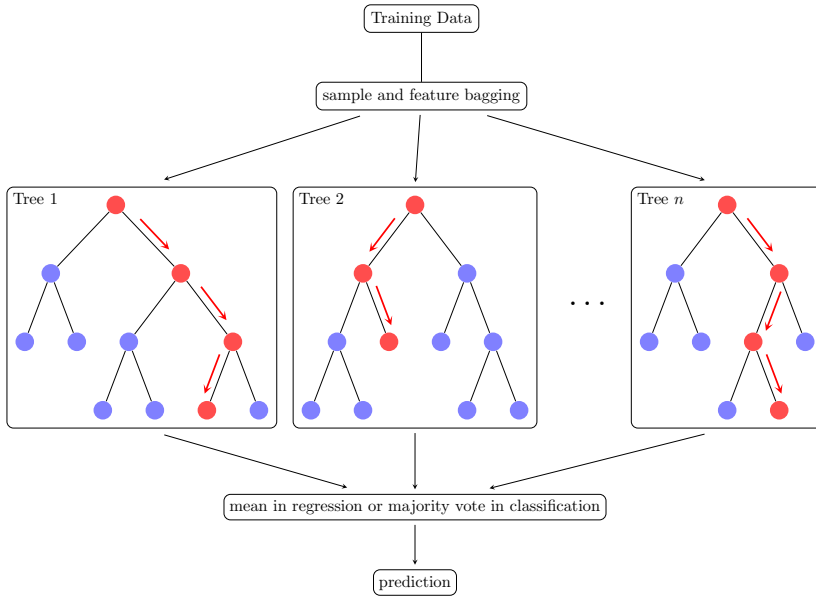 Training Data
sample and feature bagging
Tree 1
Tree 2
Tree n
...
mean in regression or majority vote in classification
prediction